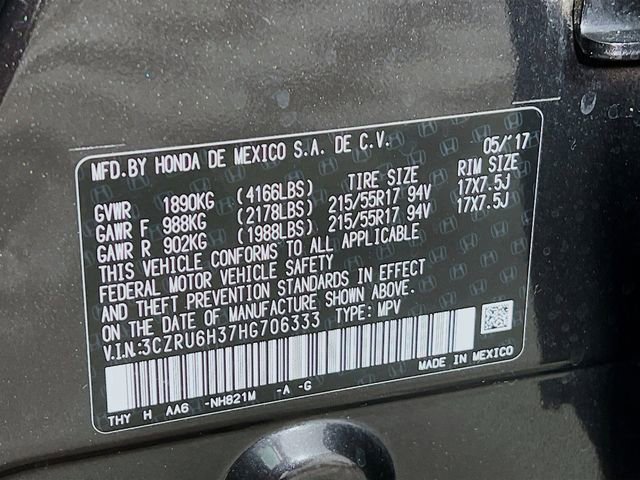 MFD.BY HONDA DE MEXICO S.A. DE C.V. 05/'17
TIRE SIZE RIM SIZE
GVWR 1890KG (4166LBS)
GAWR F 988KG (2178LBS) 215/55R17 94V 17X7.5J
GAWR R 902KG (1988LBS) 215/55R17 94V 17X7.5J
THIS VEHICLE CONFORMS TO ALL APPLICABLE
FEDERAL MOTOR VEHICLE SAFETY
AND THEFT PREVENTION STANDARDS IN EFFECT
ON THE DATE OF MANUFACTURE SHOWN ABOVE.
V.I.N:3CZRU6H37HG706333 TYPE: MPV
THY H AA6 -NH821M -A -G MADE IN MEXICO